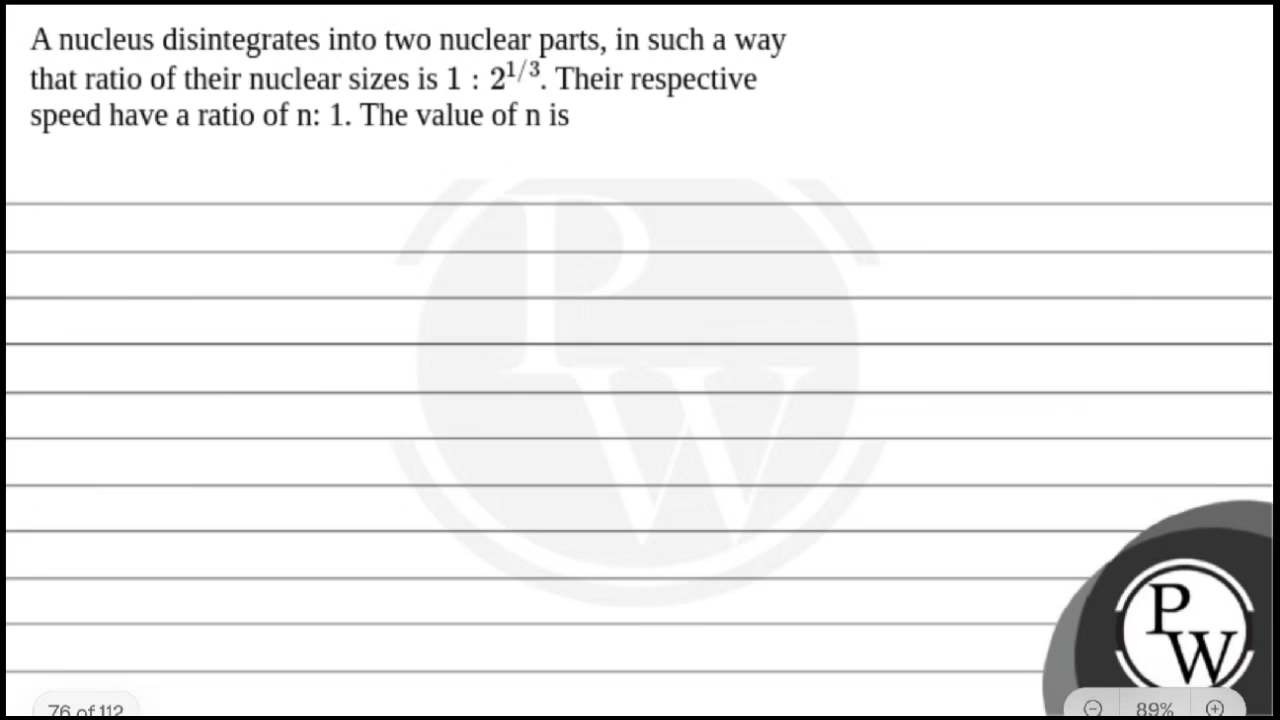 A nucleus disintegrates into two nuclear parts, in such a way
that ratio of their nuclear sizes is 1 : 2^{1/3}. Their respective
speed have a ratio of n: 1. The value of n is
P
W
P
W
76 of 112
89%